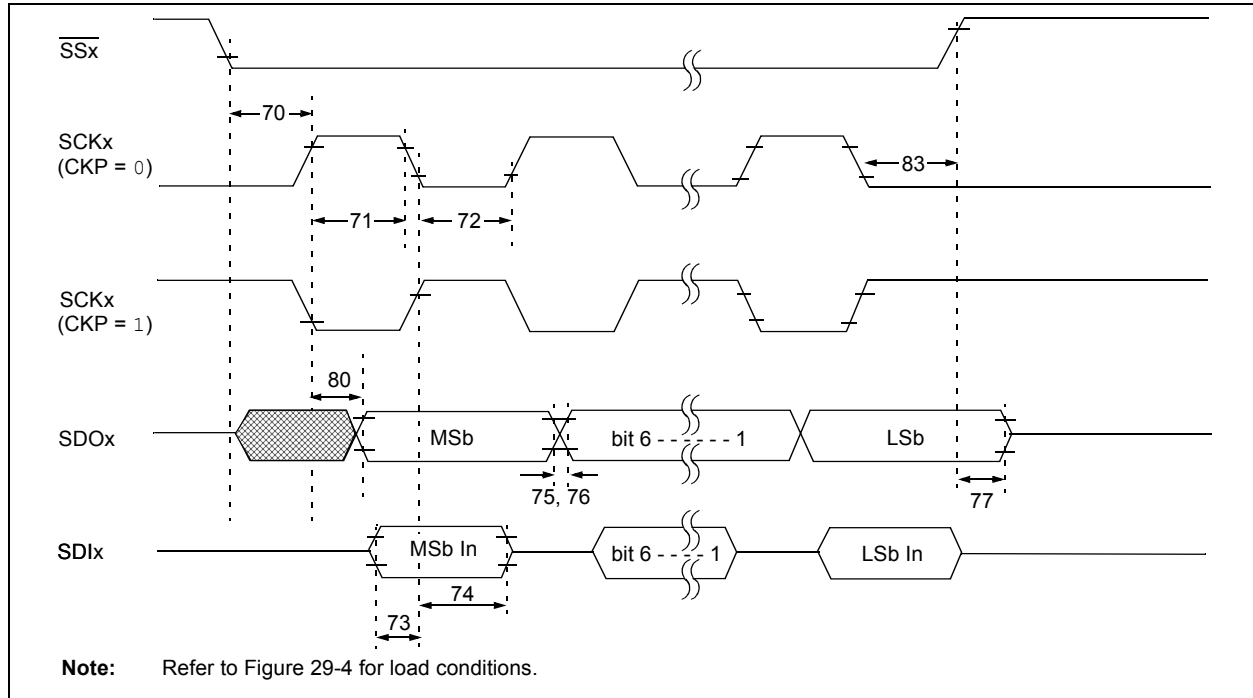 SSx
70
SCKx
(CKP = 0)
83
71
72
SCKx
(CKP = 1)
80
SDOx
MSb
bit 6 - - - - - - 1
LSb
75, 76
77
SDIx
MSb In
bit 6 - - - - - 1
LSb In
74
73
Note: Refer to Figure 29-4 for load conditions.